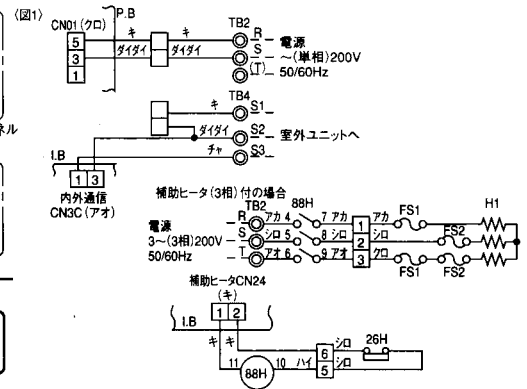 〈図1〉
P.B
CN01(クロ)
5
3
1
キ
キ
ダイダイ
ダイダイ
TB2
R
S
(T)
電源
~(単相)200V
50/60Hz
TB4
キ
S1
ダイダイ
S2
室外ユニットへ
チャ
S3
ネル
I.B
1 3
内外通信
CN3C(アオ)
補助ヒータ(3相)付の場合
電源
3~(3相)200V
50/60Hz
TB2
88H
R アカ 4 7 アカ 1 アカ FS1 H1
S シロ 5 8 シロ 2 シロ FS2
T アオ 6 9 アオ 3 クロ FS1 FS2
補助ヒータCN24
(キ)
1 2
I.B
キ キ
11 88H 10 ハイ
6 シロ 26H
5 シロ